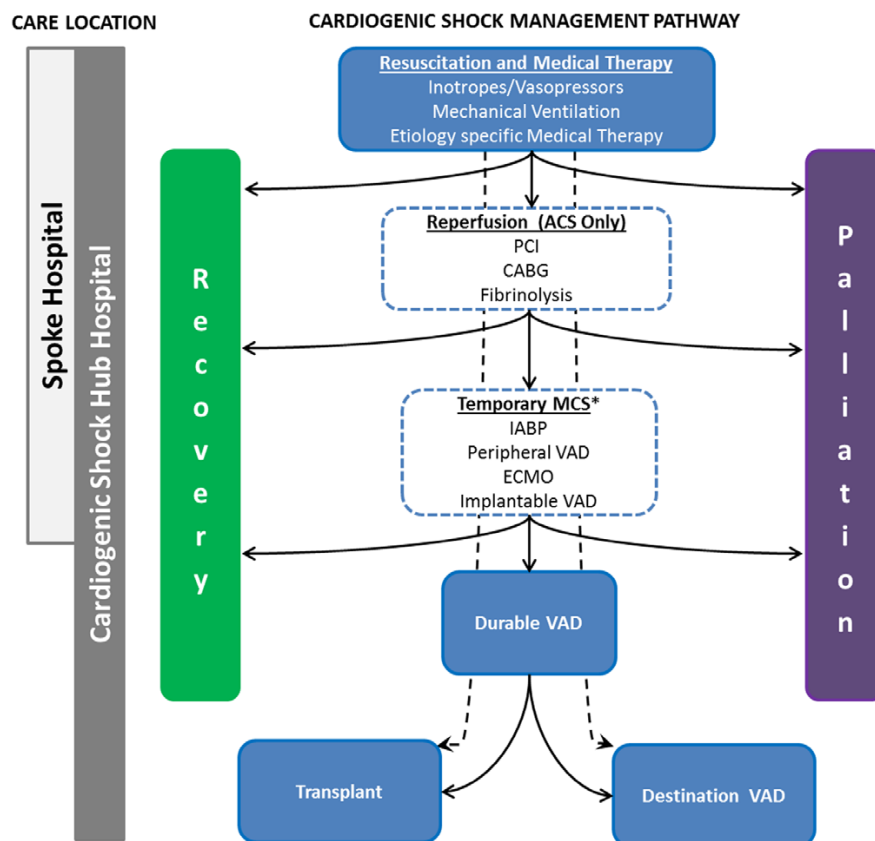 CARE LOCATION
CARDIOGENIC SHOCK MANAGEMENT PATHWAY
Spoke Hospital
Cardiogenic Shock Hub Hospital
Recovery
Resuscitation and Medical Therapy
Inotropes/Vasopressors
Mechanical Ventilation
Etiology specific Medical Therapy
Reperfusion (ACS Only)
PCI
CABG
Fibrinolysis
Temporary MCS*
IABP
Peripheral VAD
ECMO
Implantable VAD
Durable VAD
Transplant
Destination VAD
Palliation